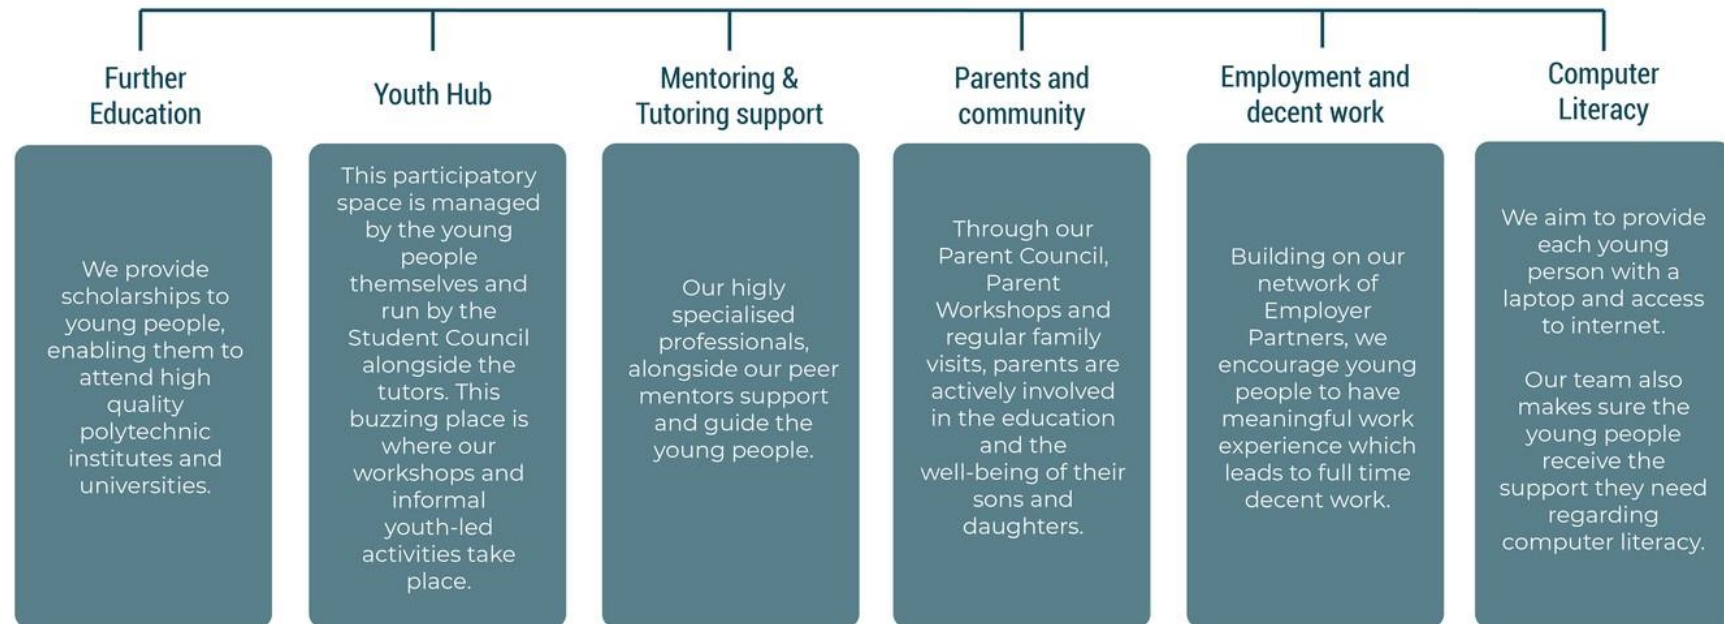 Further
Education
We provide
scholarships to
young people,
enabling them to
attend high
quality
polytechnic
institutes and
universities.
Youth Hub
This participatory
space is managed
by the young
people
themselves and
run by the
Student Council
alongside the
tutors. This
buzzing place is
where our
workshops and
informal
youth-led
activities take
place.
Mentoring &
Tutoring support
Our higly
specialised
professionals,
alongside our peer
mentors support
and guide the
young people.
Parents and
community
Through our
Parent Council,
Parent
Workshops and
regular family
visits, parents are
actively involved
in the education
and the
well-being of their
sons and
daughters.
Employment and
decent work
Building on our
network of
Employer
Partners, we
encourage young
people to have
meaningful work
experience which
leads to full time
decent work.
Computer
Literacy
We aim to provide
each young
person with a
laptop and access
to internet.
Our team also
makes sure the
young people
receive the
support they need
regarding
computer literacy.